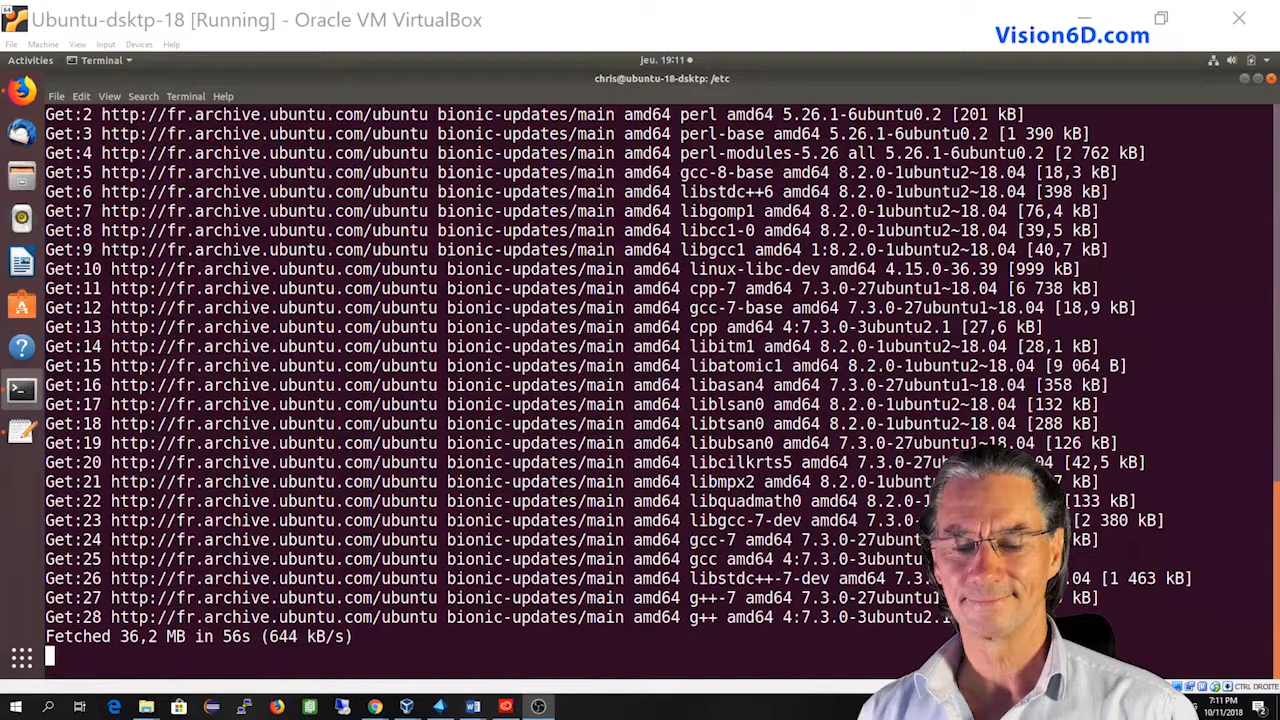 Ubuntu-dsktp-18 [Running] - Oracle VM VirtualBox
Vision6D.com
File Machine View Input Devices Help
Activities Terminal jeu. 19:11
chris@ubuntu-18-dsktp: /etc
File Edit View Search Terminal Help
Get:2 http://fr.archive.ubuntu.com/ubuntu bionic-updates/main amd64 perl amd64 5.26.1-6ubuntu0.2 [201 kB]
Get:3 http://fr.archive.ubuntu.com/ubuntu bionic-updates/main amd64 perl-base amd64 5.26.1-6ubuntu0.2 [1 390 kB]
Get:4 http://fr.archive.ubuntu.com/ubuntu bionic-updates/main amd64 perl-modules-5.26 all 5.26.1-6ubuntu0.2 [2 762 kB]
Get:5 http://fr.archive.ubuntu.com/ubuntu bionic-updates/main amd64 gcc-8-base amd64 8.2.0-1ubuntu2~18.04 [18,3 kB]
Get:6 http://fr.archive.ubuntu.com/ubuntu bionic-updates/main amd64 libstdc++6 amd64 8.2.0-1ubuntu2~18.04 [398 kB]
Get:7 http://fr.archive.ubuntu.com/ubuntu bionic-updates/main amd64 libgomp1 amd64 8.2.0-1ubuntu2~18.04 [76,4 kB]
Get:8 http://fr.archive.ubuntu.com/ubuntu bionic-updates/main amd64 libcc1-0 amd64 8.2.0-1ubuntu2~18.04 [39,5 kB]
Get:9 http://fr.archive.ubuntu.com/ubuntu bionic-updates/main amd64 libgcc1 amd64 1:8.2.0-1ubuntu2~18.04 [40,7 kB]
Get:10 http://fr.archive.ubuntu.com/ubuntu bionic-updates/main amd64 linux-libc-dev amd64 4.15.0-36.39 [999 kB]
Get:11 http://fr.archive.ubuntu.com/ubuntu bionic-updates/main amd64 cpp-7 amd64 7.3.0-27ubuntu1~18.04 [6 738 kB]
Get:12 http://fr.archive.ubuntu.com/ubuntu bionic-updates/main amd64 gcc-7-base amd64 7.3.0-27ubuntu1~18.04 [18,9 kB]
Get:13 http://fr.archive.ubuntu.com/ubuntu bionic-updates/main amd64 cpp amd64 4:7.3.0-3ubuntu2.1 [27,6 kB]
Get:14 http://fr.archive.ubuntu.com/ubuntu bionic-updates/main amd64 libitm1 amd64 8.2.0-1ubuntu2~18.04 [28,1 kB]
Get:15 http://fr.archive.ubuntu.com/ubuntu bionic-updates/main amd64 libatomic1 amd64 8.2.0-1ubuntu2~18.04 [9 064 B]
Get:16 http://fr.archive.ubuntu.com/ubuntu bionic-updates/main amd64 libasan4 amd64 7.3.0-27ubuntu1~18.04 [358 kB]
Get:17 http://fr.archive.ubuntu.com/ubuntu bionic-updates/main amd64 liblsan0 amd64 8.2.0-1ubuntu2~18.04 [132 kB]
Get:18 http://fr.archive.ubuntu.com/ubuntu bionic-updates/main amd64 libtsan0 amd64 8.2.0-1ubuntu2~18.04 [288 kB]
Get:19 http://fr.archive.ubuntu.com/ubuntu bionic-updates/main amd64 libubsan0 amd64 7.3.0-27ubuntu1~18.04 [126 kB]
Get:20 http://fr.archive.ubuntu.com/ubuntu bionic-updates/main amd64 libcilkrts5 amd64 7.3.0-27ub 04 [42,5 kB]
Get:21 http://fr.archive.ubuntu.com/ubuntu bionic-updates/main amd64 libmpx2 amd64 8.2.0-1ubuntu kB]
Get:22 http://fr.archive.ubuntu.com/ubuntu bionic-updates/main amd64 libquadmath0 amd64 8.2.0- [133 kB]
Get:23 http://fr.archive.ubuntu.com/ubuntu bionic-updates/main amd64 libgcc-7-dev amd64 7.3.0 [2 380 kB]
Get:24 http://fr.archive.ubuntu.com/ubuntu bionic-updates/main amd64 gcc-7 amd64 7.3.0-27ubun kB]
Get:25 http://fr.archive.ubuntu.com/ubuntu bionic-updates/main amd64 gcc amd64 4:7.3.0-3ubunt kB]
Get:26 http://fr.archive.ubuntu.com/ubuntu bionic-updates/main amd64 libstdc++-7-dev amd64 7.3. .04 [1 463 kB]
Get:27 http://fr.archive.ubuntu.com/ubuntu bionic-updates/main amd64 g++-7 amd64 7.3.0-27ubuntu1 kB]
Get:28 http://fr.archive.ubuntu.com/ubuntu bionic-updates/main amd64 g++ amd64 4:7.3.0-3ubuntu2.1
Fetched 36,2 MB in 56s (644 kB/s)
CTRL DROITE
7:11 PM
10/11/2018